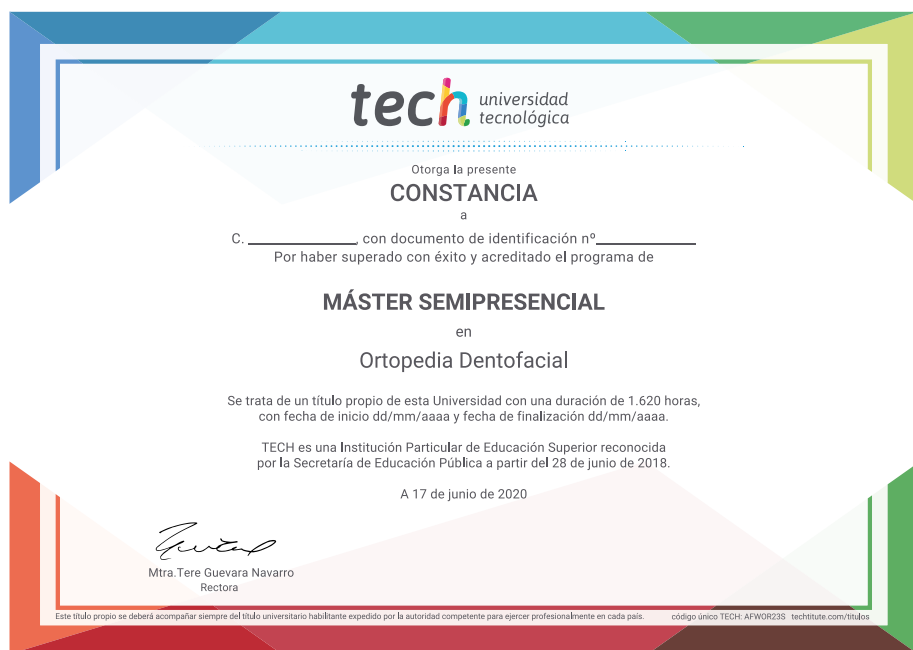 tech universidad
tecnológica
Otorga la presente
CONSTANCIA
a
C. ____________, con documento de identificación nº___________
Por haber superado con éxito y acreditado el programa de
MÁSTER SEMIPRESENCIAL
en
Ortopedia Dentofacial
Se trata de un título propio de esta Universidad con una duración de 1.620 horas,
con fecha de inicio dd/mm/aaaa y fecha de finalización dd/mm/aaaa.
TECH es una Institución Particular de Educación Superior reconocida
por la Secretaría de Educación Pública a partir del 28 de junio de 2018.
A 17 de junio de 2020
Mtra.Tere Guevara Navarro
Rectora
Este título propio se deberá acompañar siempre del título universitario habilitante expedido por la autoridad competente para ejercer profesionalmente en cada país. código único TECH: AFWOR23S techtitute.com/titulos